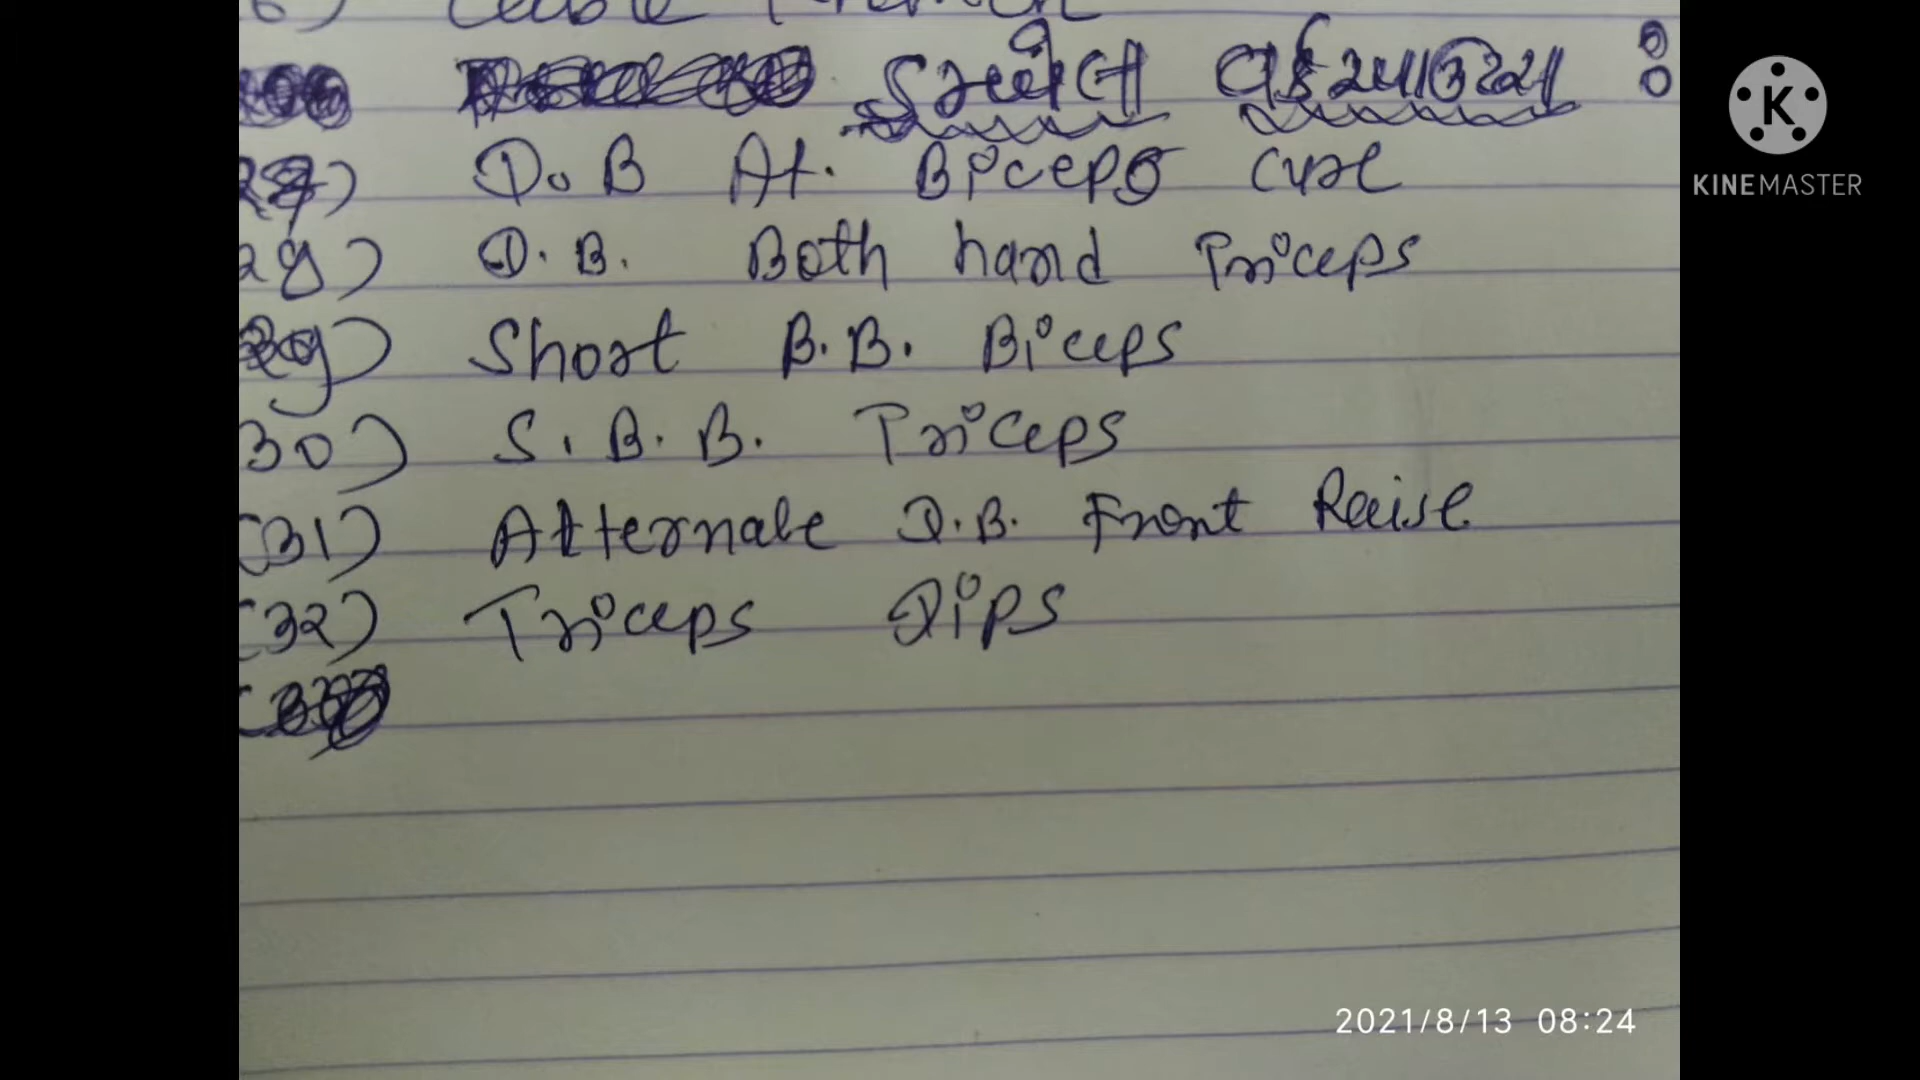 27) D.B At. Biceps curl
28) D.B. Both hand Triceps
29) Short B.B. Biceps
30) S.B.B. Triceps
(31) Alternate D.B. Front Raise
(32) Triceps Dips
KINEMASTER
2021/8/13 08:24